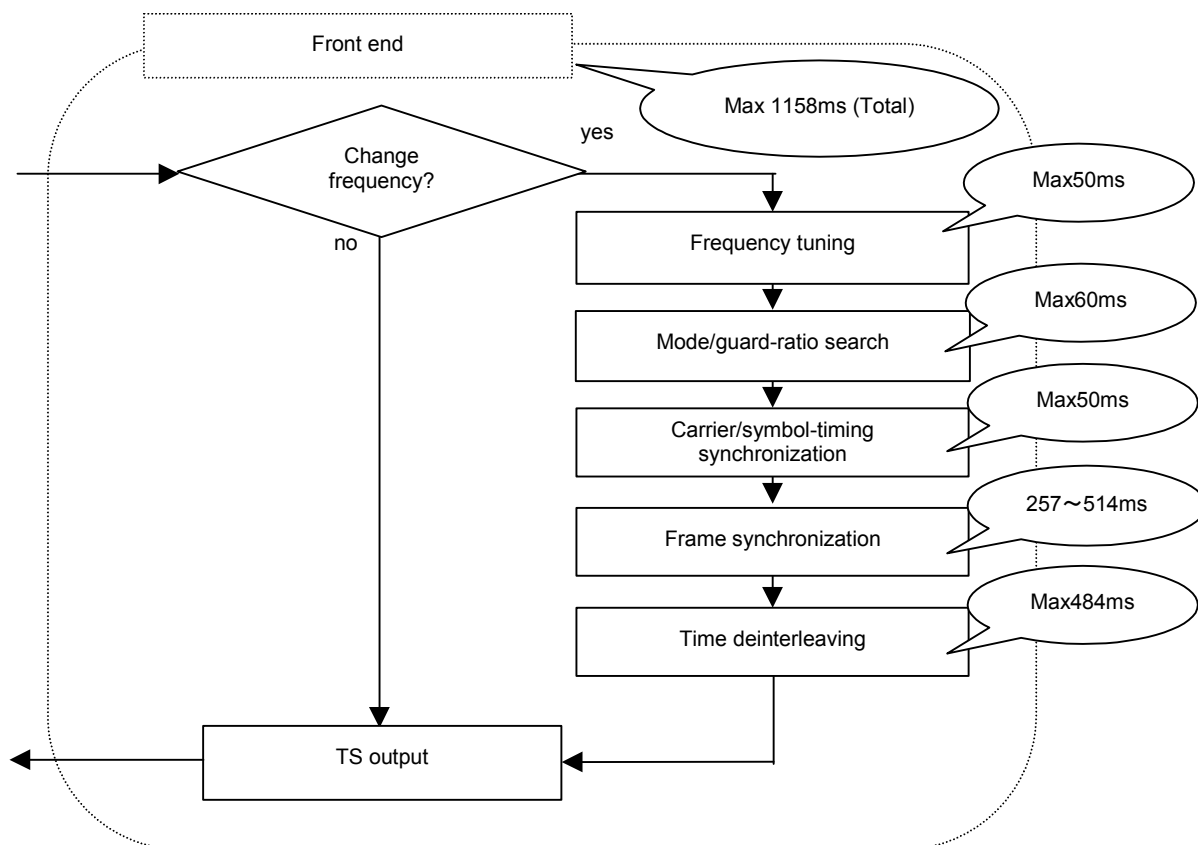 Front end
Max 1158ms (Total)
yes
Change
frequency?
Max50ms
no
Frequency tuning
Max60ms
Mode/guard-ratio search
Max50ms
Carrier/symbol-timing
synchronization
257～514ms
Frame synchronization
Max484ms
Time deinterleaving
TS output